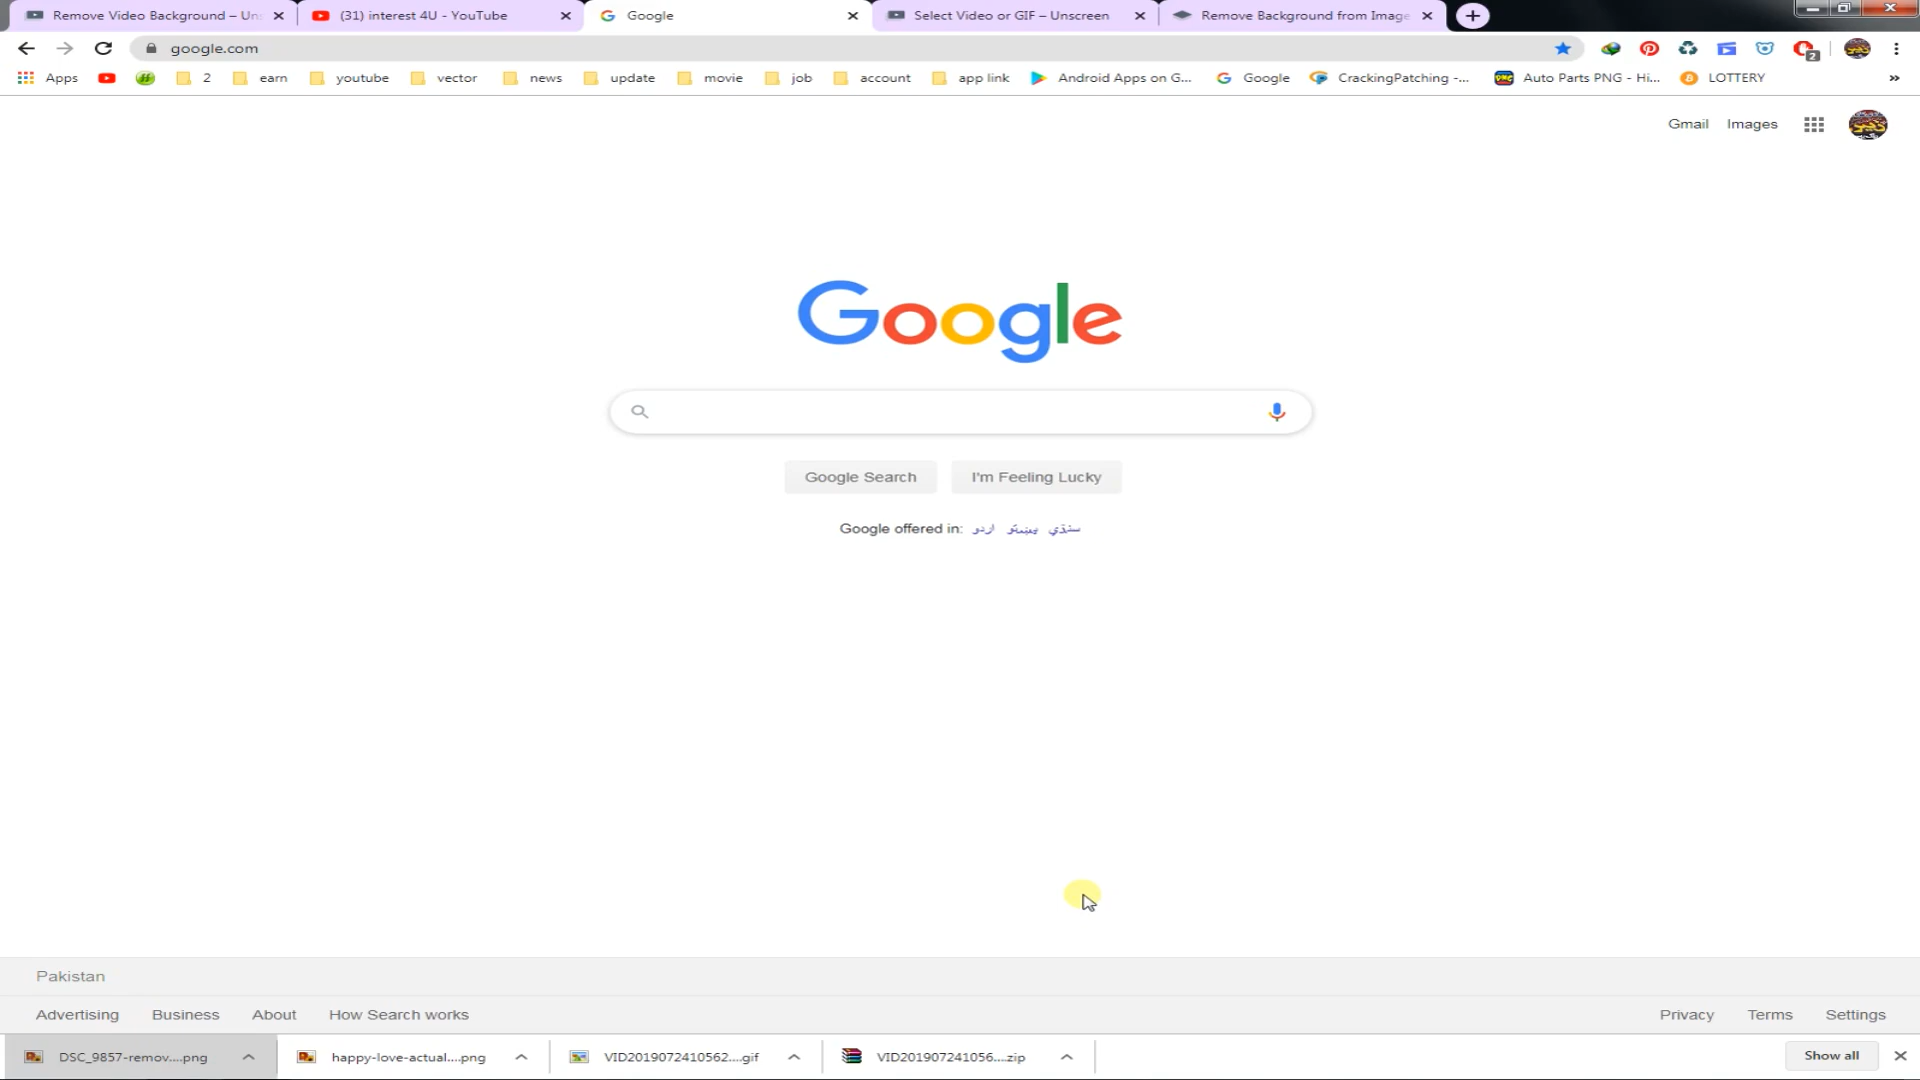 Remove Video Background – Un
(31) interest 4U - YouTube
Google
Select Video or GIF – Unscreen
Remove Background from Image
google.com
2
Apps
2
earn
youtube
vector
news
update
movie
job
account
app link
Android Apps on G...
Google
CrackingPatching -...
Auto Parts PNG - Hi...
LOTTERY
»
Gmail
Images
Google
Google Search
I'm Feeling Lucky
Google offered in: اردو پښتو سنڌي
Pakistan
Advertising
Business
About
How Search works
Privacy
Terms
Settings
DSC_9857-remov....png
happy-love-actual....png
VID2019072410562....gif
VID201907241056....zip
Show all